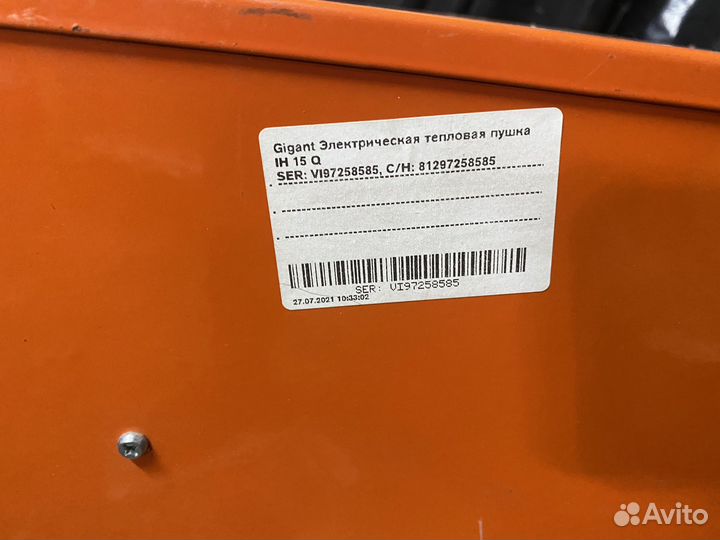 Gigant Электрическая тепловая пушка
IH 15 Q
SER: VI97258585, С/Н: 81297258585
SER: VI97258585
27.07.2021 10:33:02
Avito